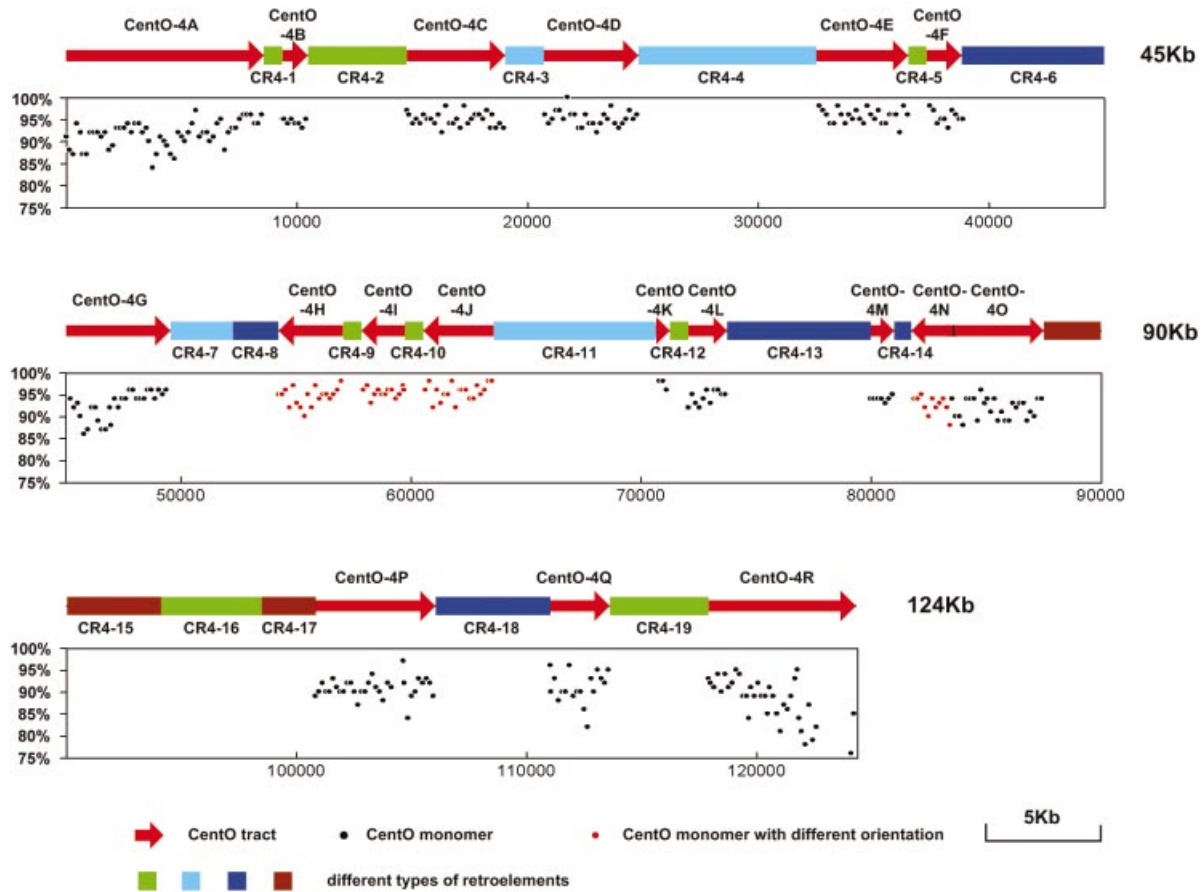 CentO-4A CentO -4B CentO-4C CentO-4D CentO-4E CentO -4F
45Kb
CR4-1 CR4-2 CR4-3 CR4-4 CR4-5 CR4-6
100%
95%
90%
85%
80%
75%
10000 20000 30000 40000
CentO-4G CentO -4H CentO -4I CentO -4J CentO -4K CentO -4L CentO- 4M CentO- 4N CentO- 4O
90Kb
CR4-7 CR4-8 CR4-9 CR4-10 CR4-11 CR4-12 CR4-13 CR4-14
100%
95%
90%
85%
80%
75%
50000 60000 70000 80000 90000
CentO-4P CentO-4Q CentO-4R
124Kb
CR4-15 CR4-16 CR4-17 CR4-18 CR4-19
100%
95%
90%
85%
80%
75%
100000 110000 120000
CentO tract CentO monomer CentO monomer with different orientation 5Kb
different types of retroelements